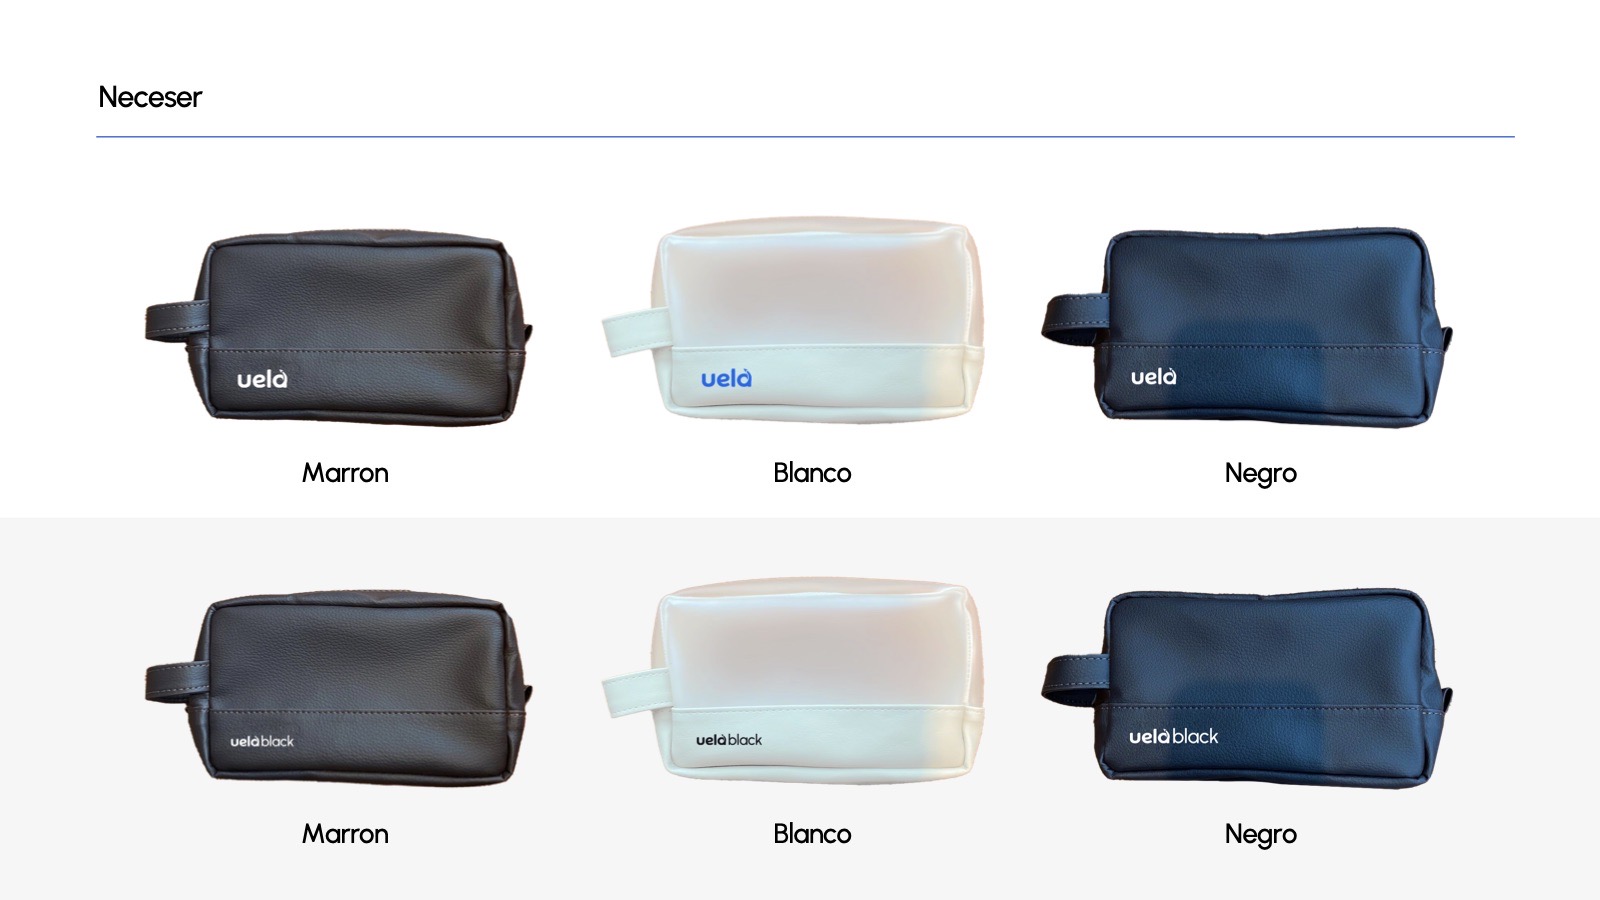 Neceser
uelà
uelà
uelà
Marron
Blanco
Negro
uelàblack
uelàblack
uelàblack
Marron
Blanco
Negro